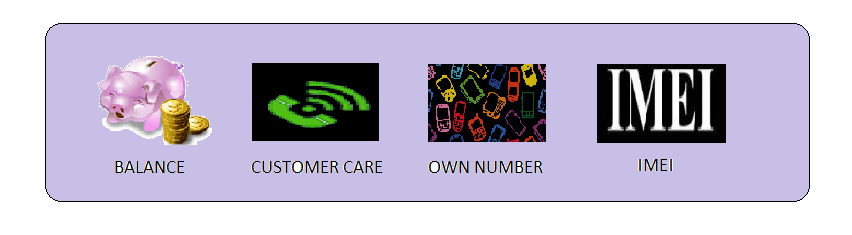 IMEI
BALANCE
CUSTOMER CARE
OWN NUMBER
IMEI